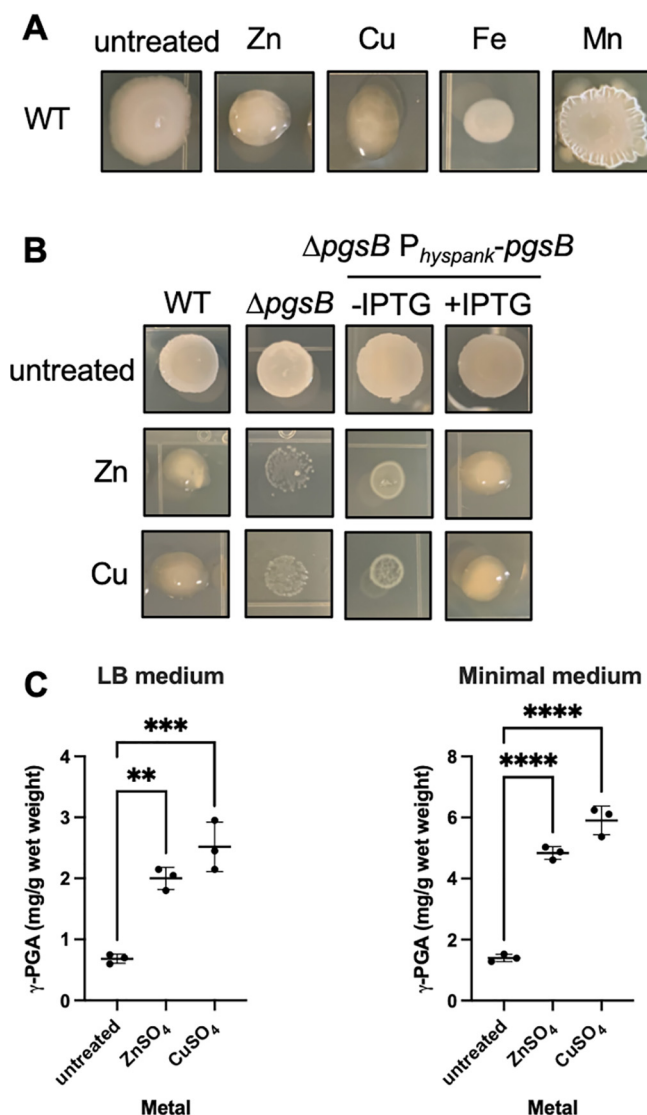 A
untreated Zn Cu Fe Mn
WT
B
ΔpgsB P_hyspank-pgsB
WT ΔpgsB -IPTG +IPTG
untreated
Zn
Cu
C
LB medium
γ-PGA (mg/g wet weight)
4
3
2
1
0
***
**
untreated
ZnSO₄
CuSO₄
Metal
Minimal medium
γ-PGA (mg/g wet weight)
8
6
4
2
0
****
****
untreated
ZnSO₄
CuSO₄
Metal